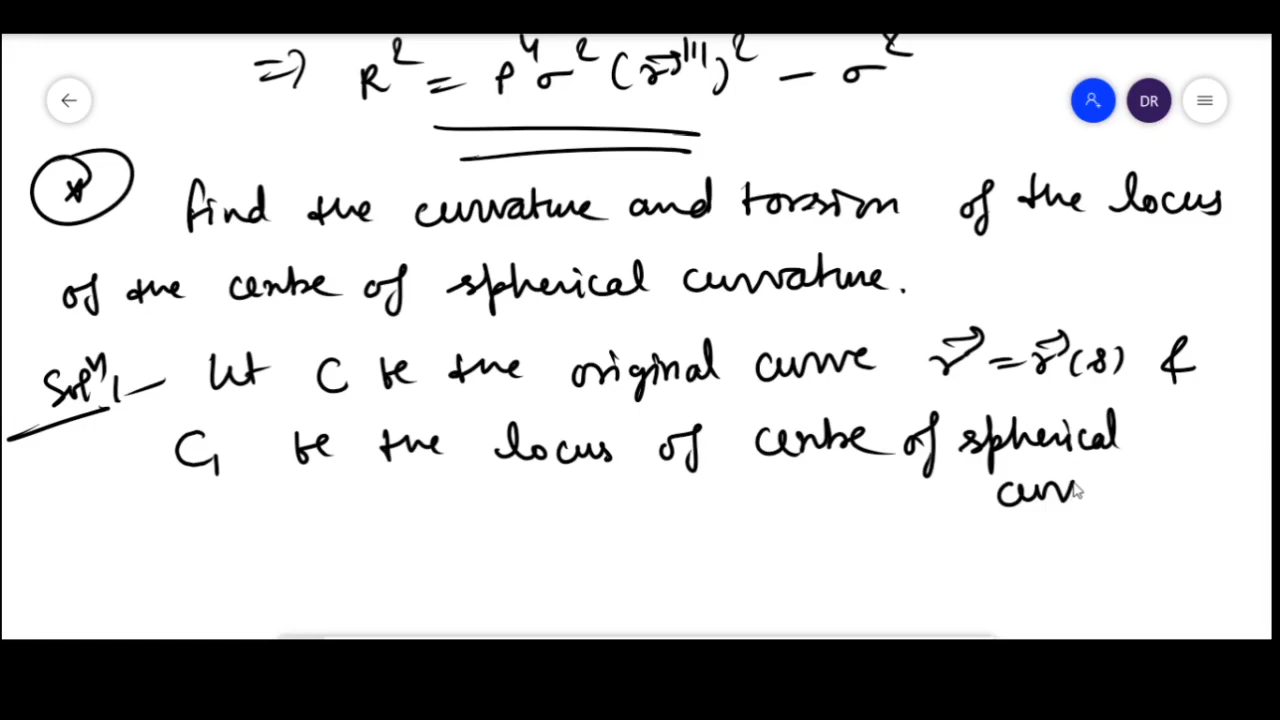 ⇒ R² = ρ⁴σ² (r⃗''')² − σ²
DR
* find the curvature and torsion of the locus
of the centre of spherical curvature.
Solⁿ:- Let C be the original curve r⃗ = r⃗(s) &
C₁ be the locus of centre of spherical
curv